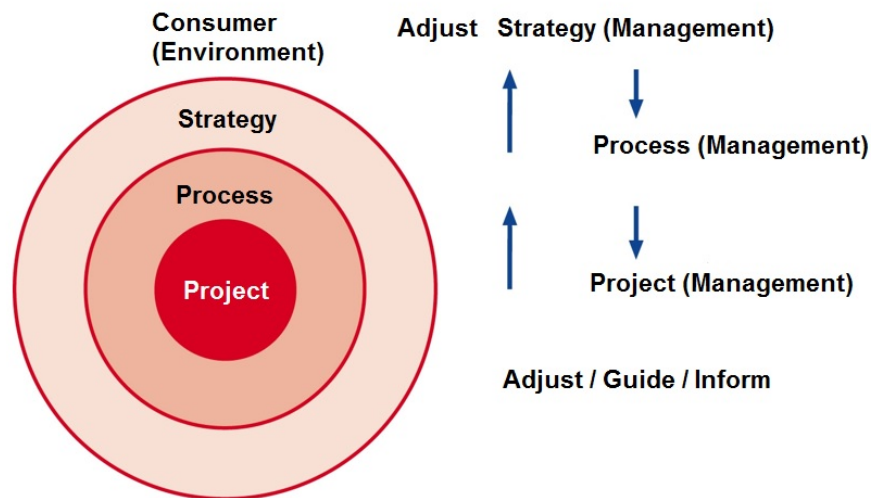 Consumer
(Environment)
Strategy
Process
Project
Adjust Strategy (Management)
Process (Management)
Project (Management)
Adjust / Guide / Inform